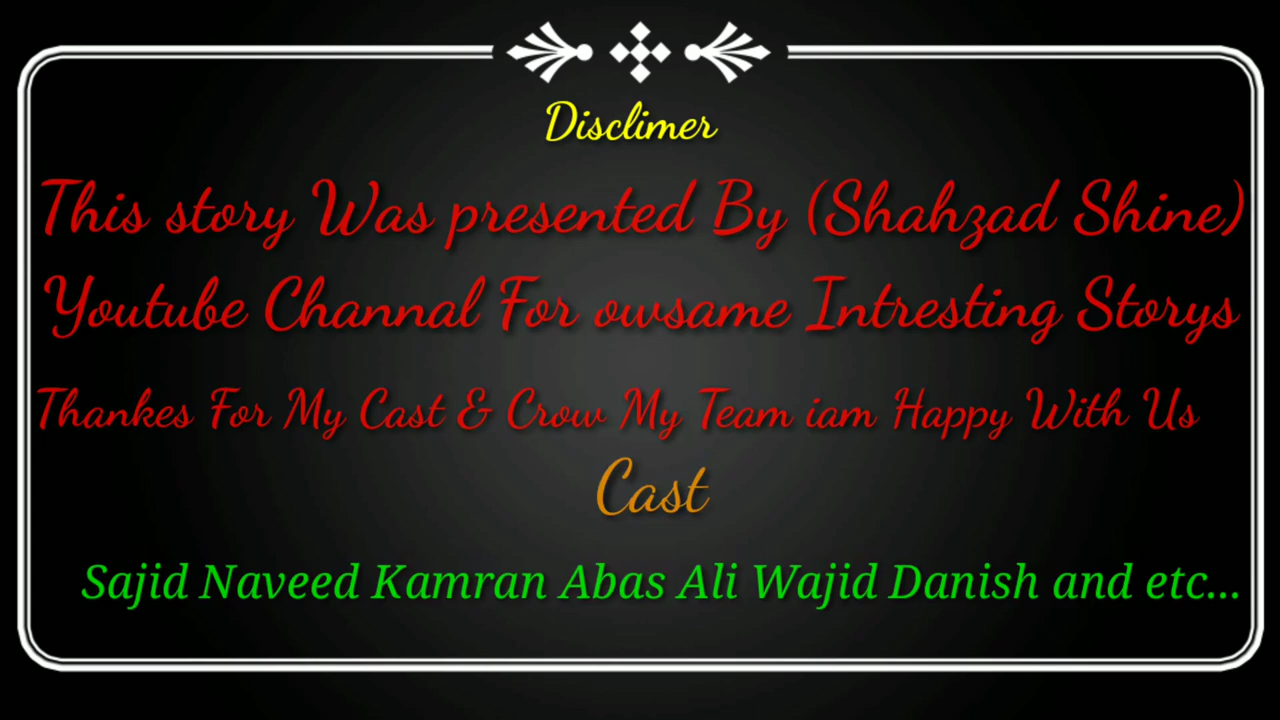 Disclimer
This story Was presented By (Shahzad Shine)
Youtube Channal For owsame Intresting Storys
Thankes For My Cast & Crow My Team iam Happy With Us
Cast
Sajid Naveed Kamran Abas Ali Wajid Danish and etc...